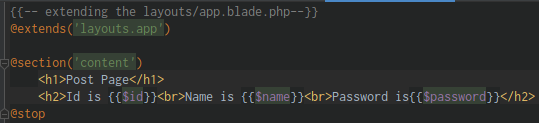 {{-- extending the layouts/app.blade.php--}}
@extends('layouts.app')
@section('content')
<h1>Post Page</h1>
<h2>Id is {{$id}}<br>Name is {{$name}}<br>Password is{{$password}}</h2>
@stop